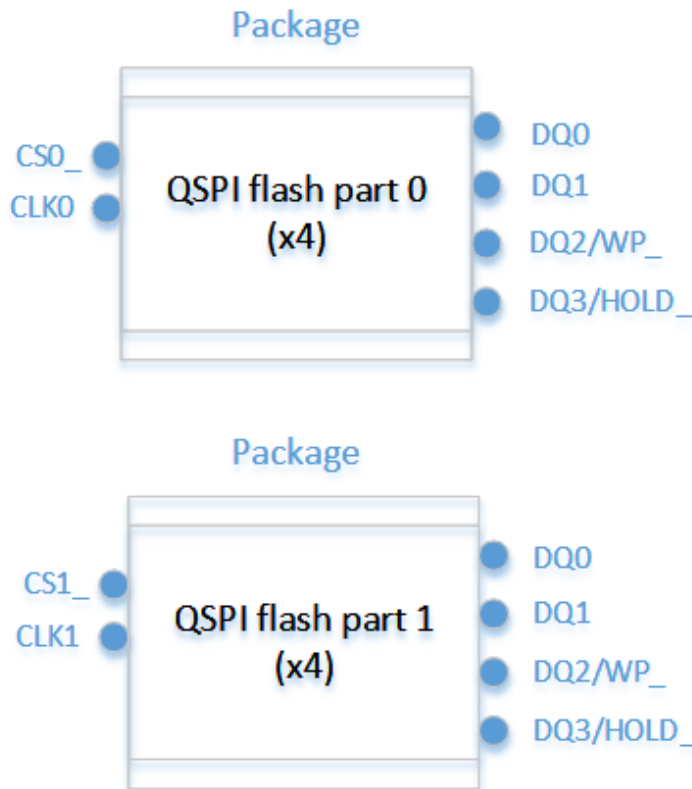 Package
CS0_
CLK0
QSPI flash part 0
(x4)
DQ0
DQ1
DQ2/WP_
DQ3/HOLD_
Package
CS1_
CLK1
QSPI flash part 1
(x4)
DQ0
DQ1
DQ2/WP_
DQ3/HOLD_